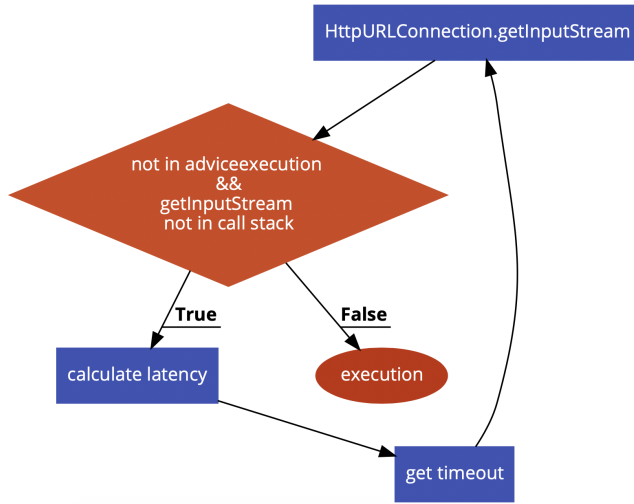 HttpURLConnection.getInputStream
not in adviceexecution
&&
getInputStream
not in call stack
True
False
calculate latency
execution
get timeout